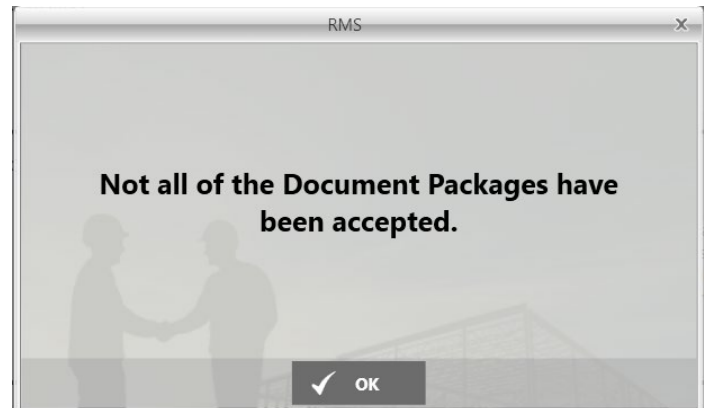 RMS
Not all of the Document Packages have
been accepted.
OK